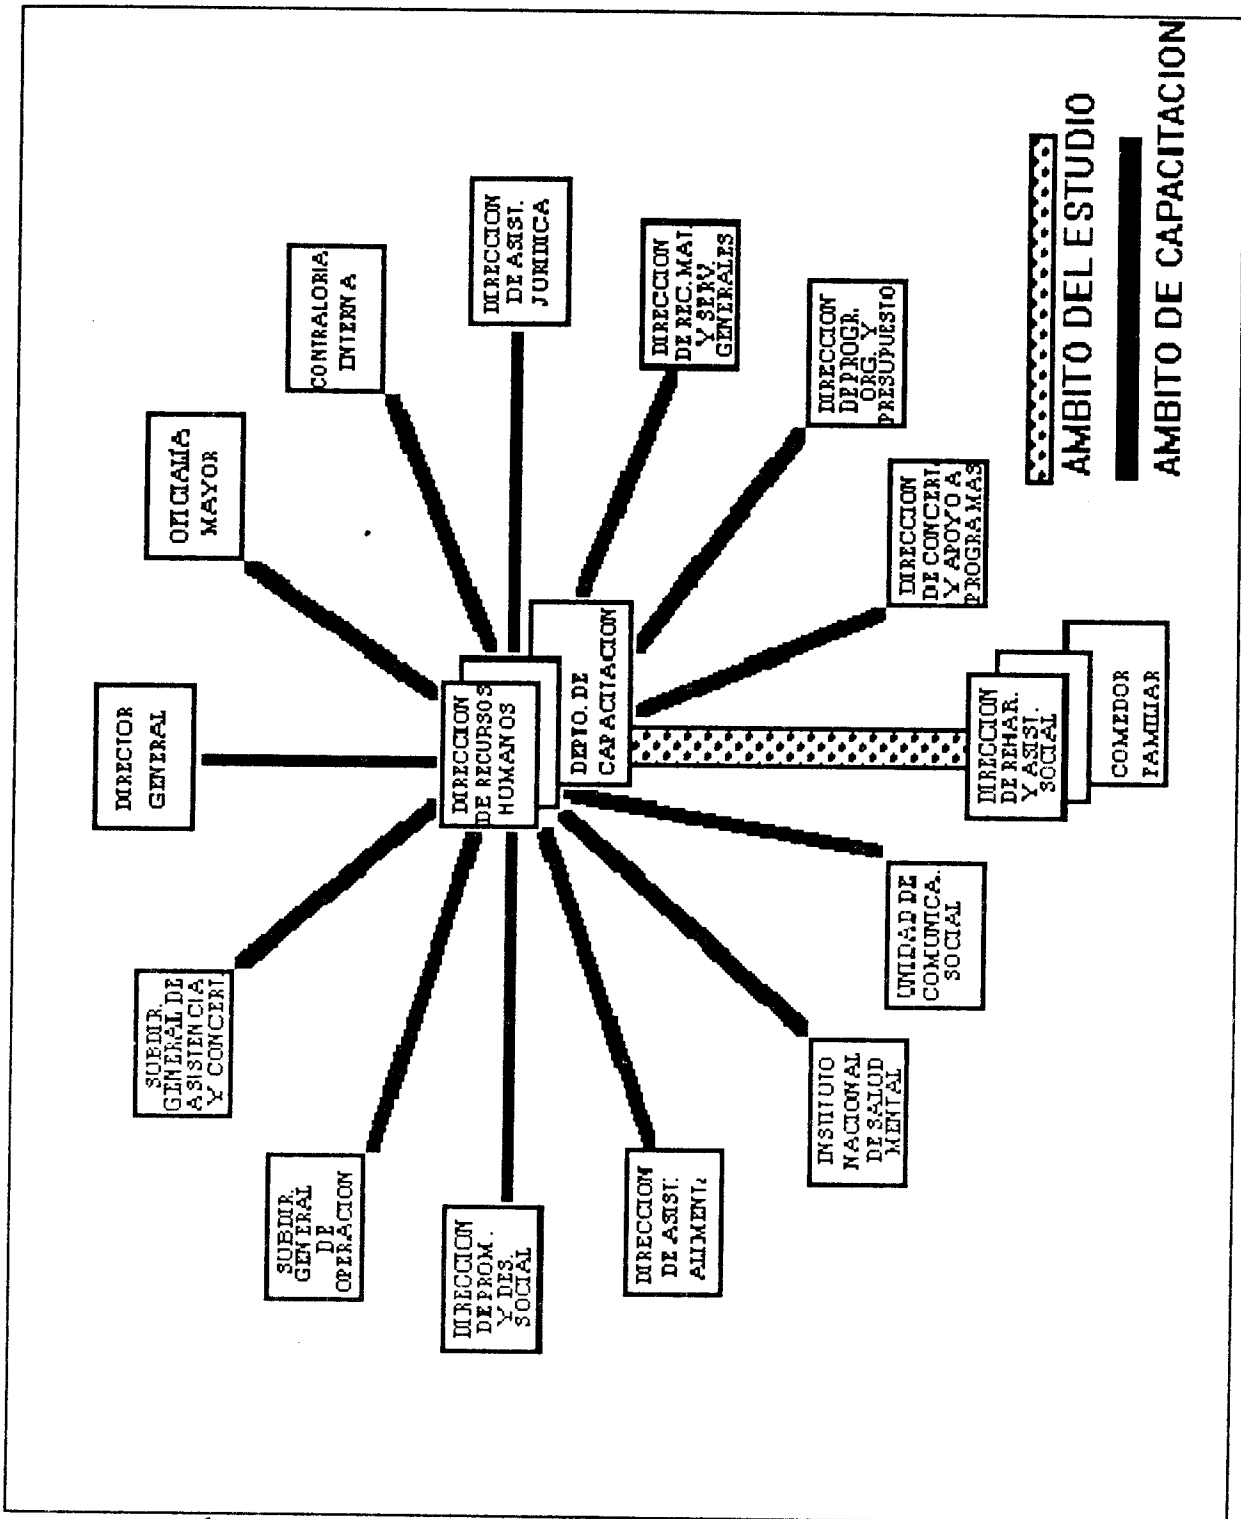 DIRECTOR
GENERAL
OFICIALIA
MAYOR
CONTRALORIA
INTERNA
DIRECCION
DE ASIST.
JURIDICA
DIRECCION
DE REC. MAT.
Y SERV.
GENERALES
DIRECCION
DE PROGR.
ORG. Y
PRESUPUESTO
DIRECCION
DE CONCERT.
Y APOYO A
PROGRAMAS
DIRECCION
DE REHAB.
Y ASIST.
SOCIAL
COMEDOR
FAMILIAR
UNIDAD DE
COMUNICA.
SOCIAL
INSTITUTO
NACIONAL
DE SALUD
MENTAL
DIRECCION
DE ASIST.
ALIMENT.
DIRECCION
DE PROM.
Y DES.
SOCIAL
SUBDIR.
GENERAL
DE
OPERACION
SUBDIR.
GENERAL DE
ASISTENCIA
Y CONCERT.
DIRECCION
DE RECURSOS
HUMANOS
DEPTO. DE
CAPACITACION
AMBITO DEL ESTUDIO
AMBITO DE CAPACITACION